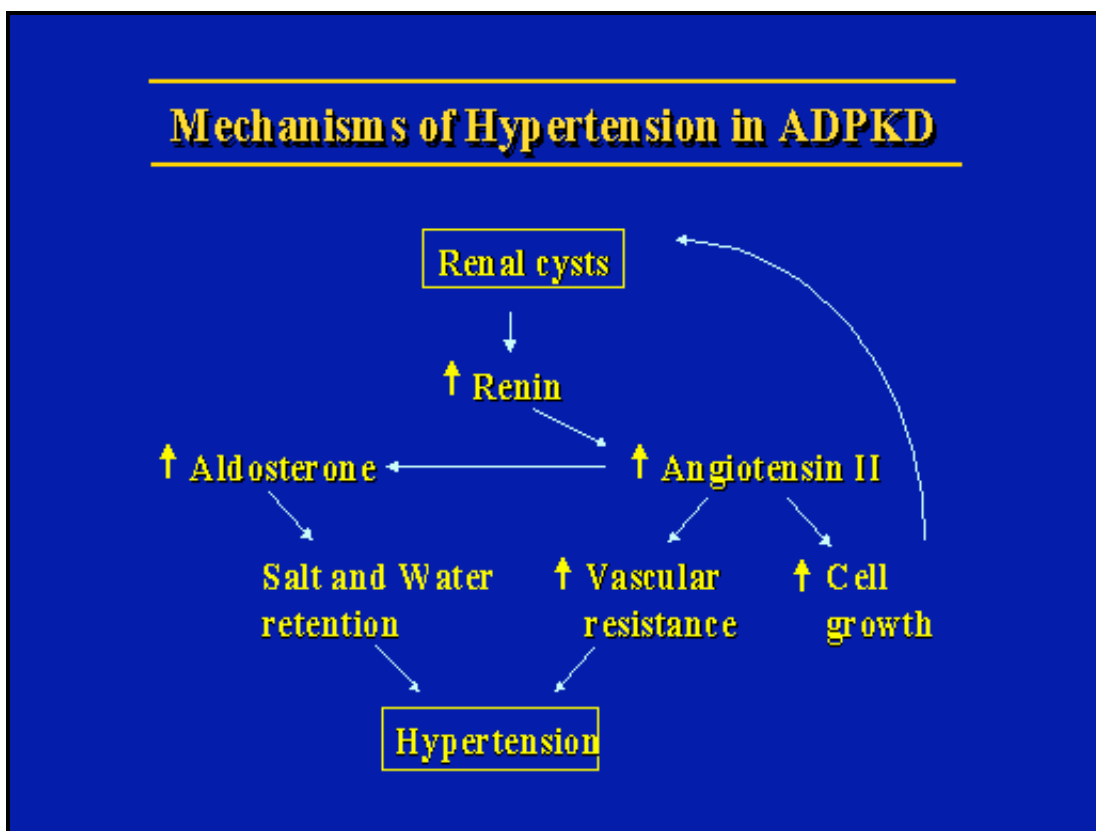 Mechanisms of Hypertension in ADPKD
Renal cysts
↑ Renin
↑ Aldosterone
↑ Angiotensin II
Salt and Water
retention
↑ Vascular
resistance
↑ Cell
growth
Hypertension